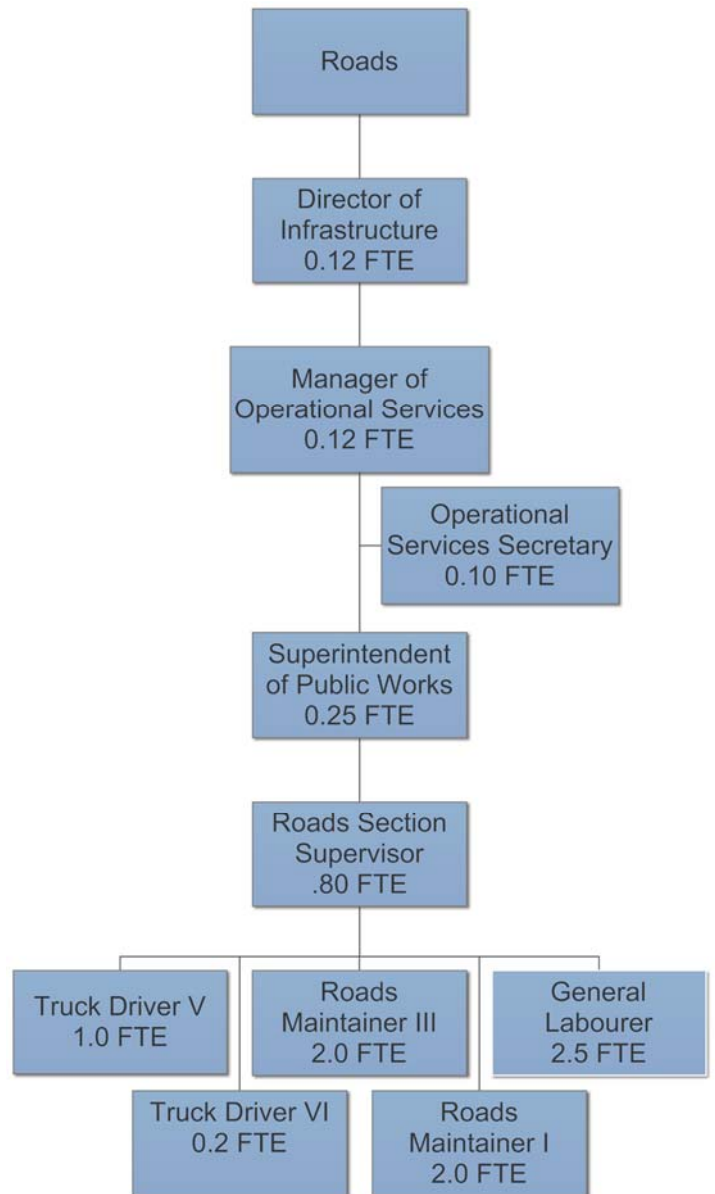 Roads
Director of
Infrastructure
0.12 FTE
Manager of
Operational Services
0.12 FTE
Operational
Services Secretary
0.10 FTE
Superintendent
of Public Works
0.25 FTE
Roads Section
Supervisor
.80 FTE
Truck Driver V
1.0 FTE
Roads
Maintainer III
2.0 FTE
General
Labourer
2.5 FTE
Truck Driver VI
0.2 FTE
Roads
Maintainer I
2.0 FTE